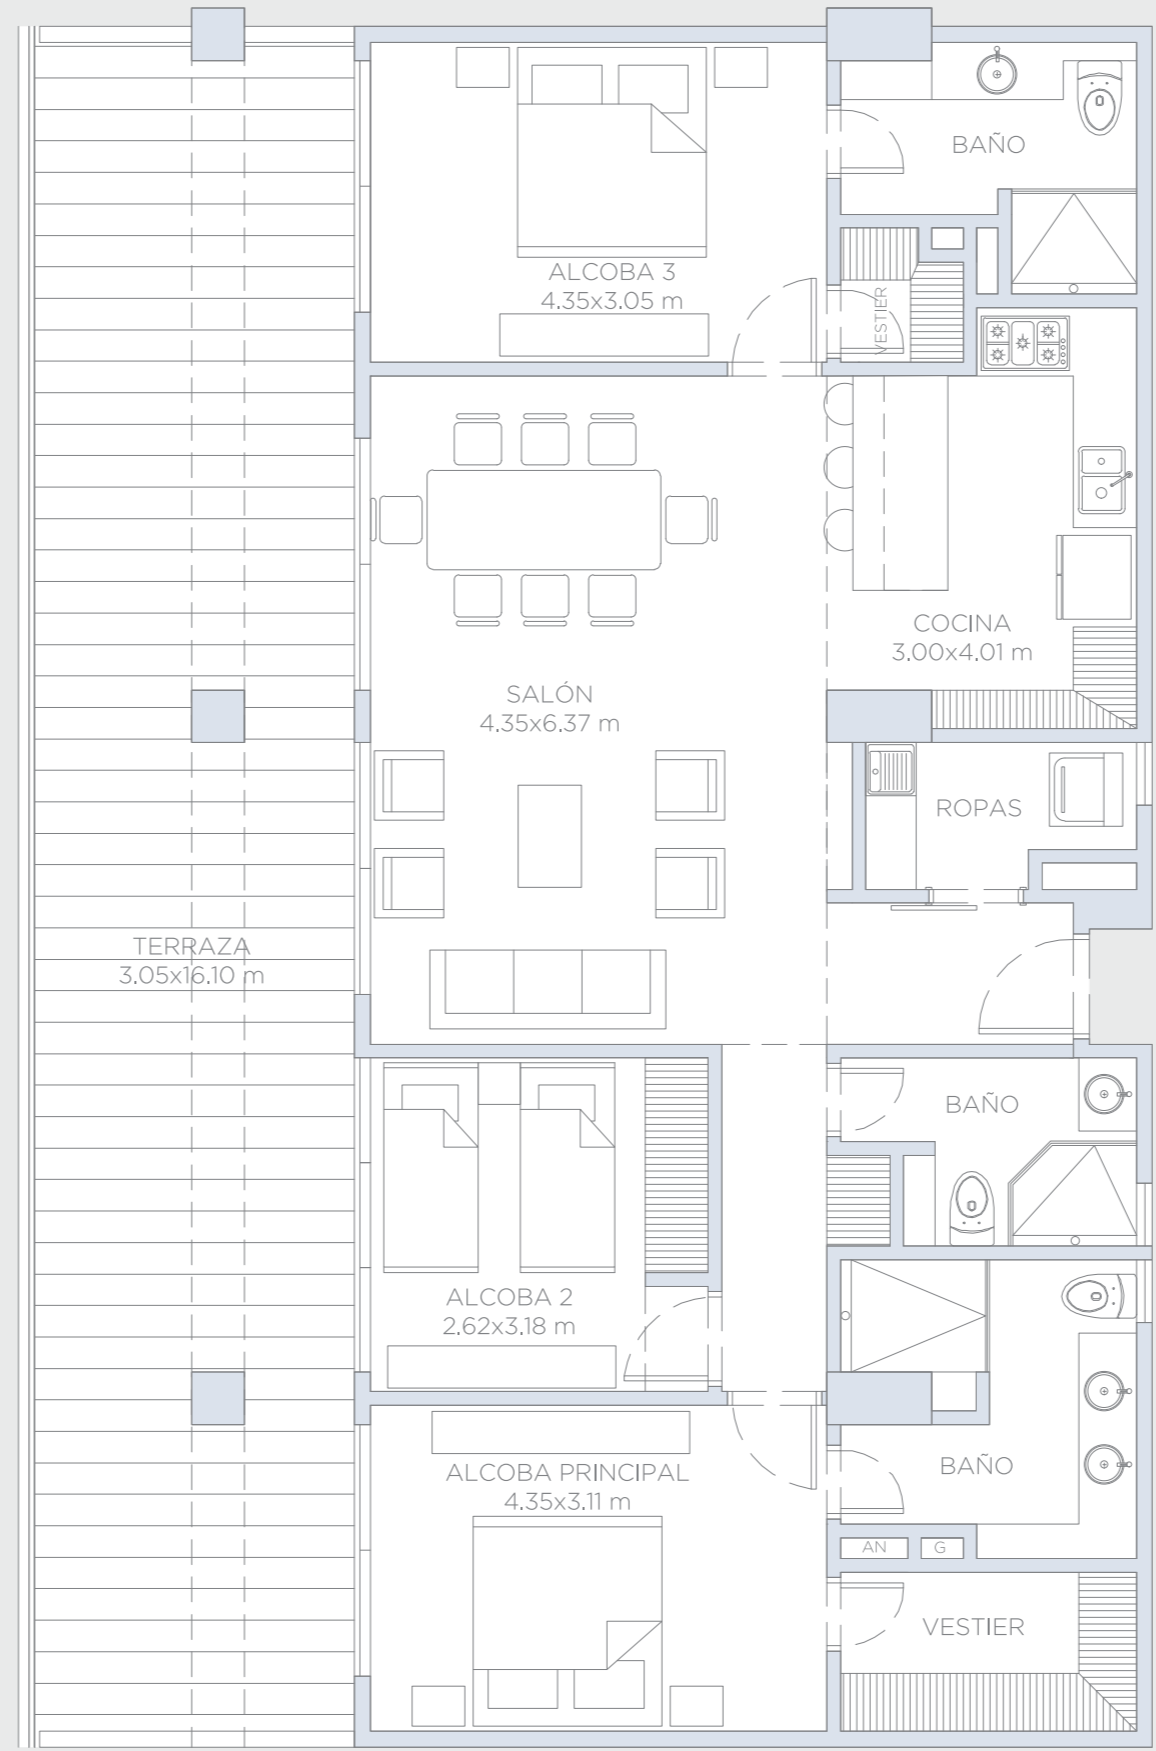 BAÑO
ALCOBA 3
4.35x3.05 m
VESTIER
COCINA
3.00x4.01 m
SALÓN
4.35x6.37 m
ROPAS
TERRAZA
3.05x16.10 m
BAÑO
ALCOBA 2
2.62x3.18 m
BAÑO
ALCOBA PRINCIPAL
4.35x3.11 m
AN
G
VESTIER